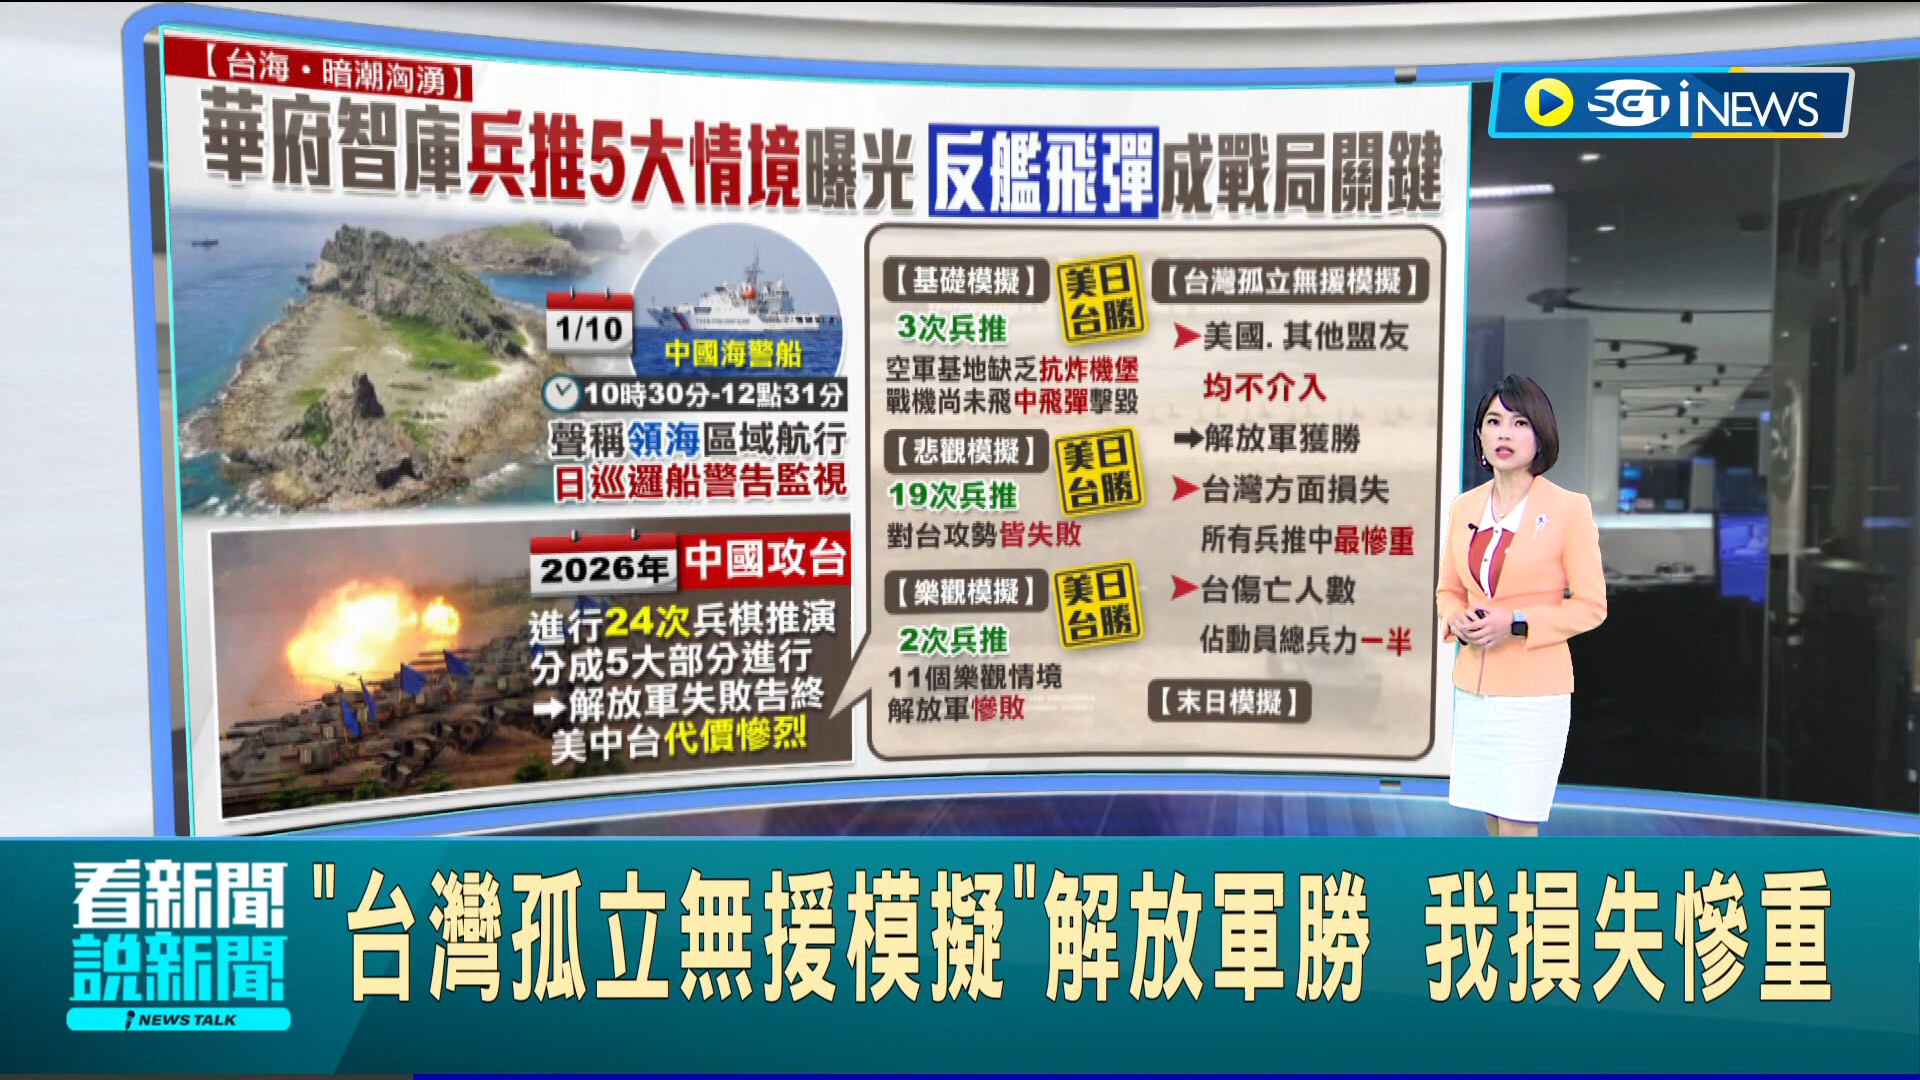 【台海·暗潮洶湧】
華府智庫兵推5大情境曝光 反艦飛彈成戰局關鍵
SETiNEWS
1/10
中國海警船
10時30分-12點31分
聲稱領海區域航行
日巡邏船警告監視
2026年 中國攻台
進行24次兵棋推演
分成5大部分進行
➡解放軍失敗告終
美中台代價慘烈
【基礎模擬】
美日
台勝
3次兵推
空軍基地缺乏抗炸機堡
戰機尚未飛中飛彈擊毀
【悲觀模擬】
美日
台勝
19次兵推
對台攻勢皆失敗
【樂觀模擬】
美日
台勝
2次兵推
11個樂觀情境
解放軍慘敗
【台灣孤立無援模擬】
➤美國.其他盟友
均不介入
➡解放軍獲勝
➤台灣方面損失
所有兵推中最慘重
➤台傷亡人數
佔動員總兵力一半
【末日模擬】
看新聞
說新聞
iNEWS TALK
"台灣孤立無援模擬"解放軍勝 我損失慘重